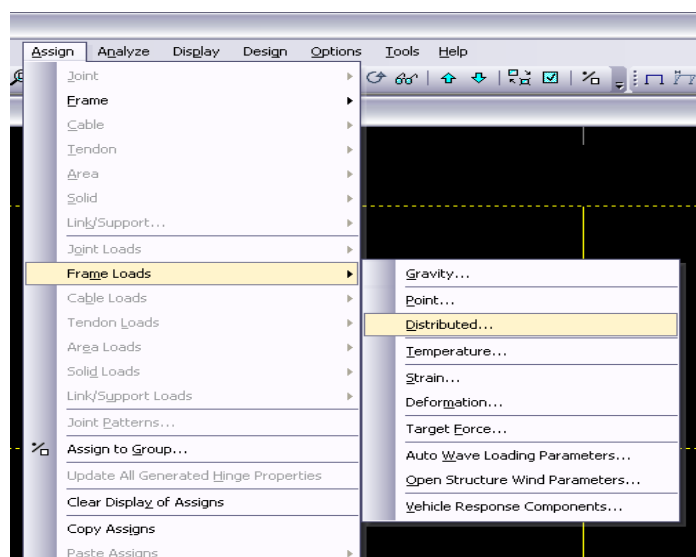 Assign Analyze Display Design Options Tools Help
Joint
Frame
Cable
Tendon
Area
Solid
Link/Support...
Joint Loads
Frame Loads
Cable Loads
Tendon Loads
Area Loads
Solid Loads
Link/Support Loads
Joint Patterns...
Assign to Group...
Update All Generated Hinge Properties
Clear Display of Assigns
Copy Assigns
Paste Assigns
Gravity...
Point...
Distributed...
Temperature...
Strain...
Deformation...
Target Force...
Auto Wave Loading Parameters...
Open Structure Wind Parameters...
Vehicle Response Components...